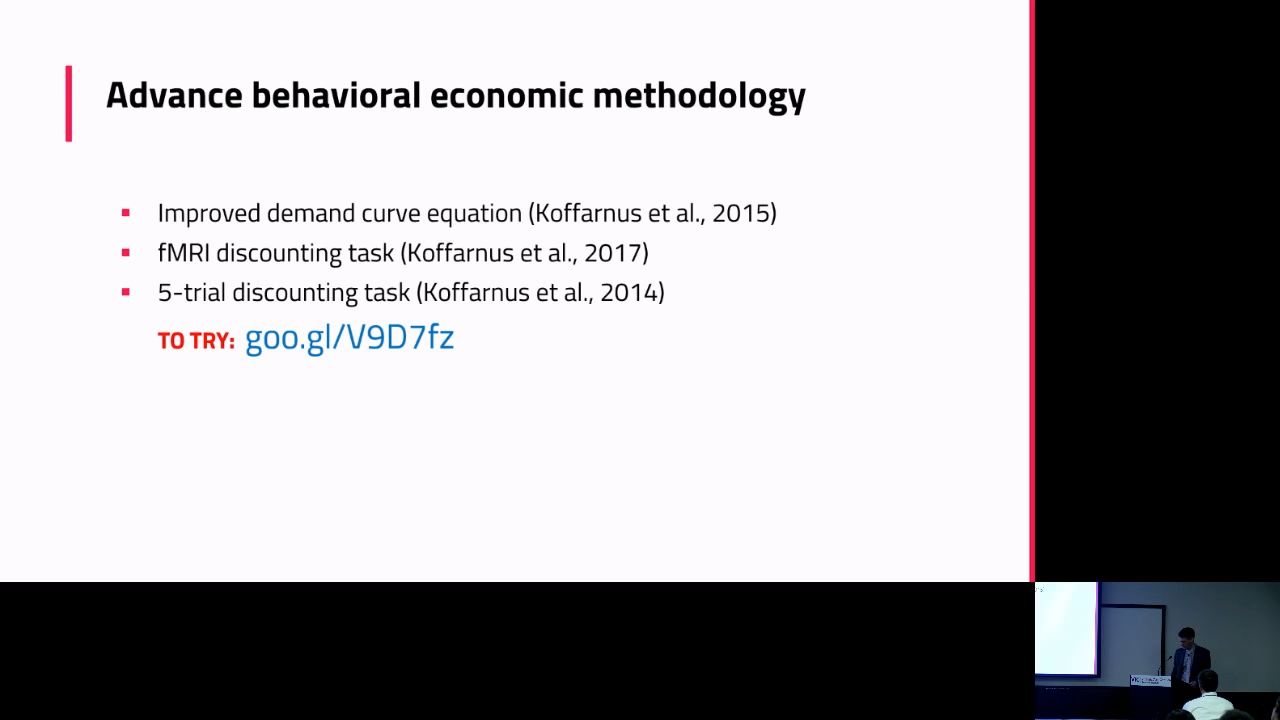 Advance behavioral economic methodology
▪ Improved demand curve equation (Koffarnus et al., 2015)
▪ fMRI discounting task (Koffarnus et al., 2017)
▪ 5-trial discounting task (Koffarnus et al., 2014)
TO TRY: goo.gl/V9D7fz